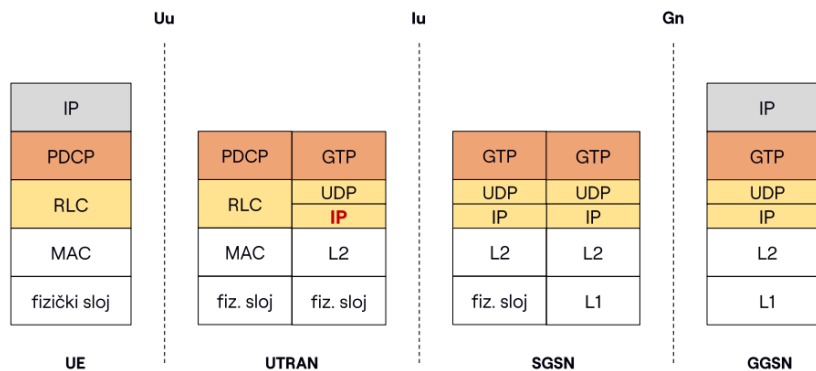 Uu Iu Gn
IP IP
PDCP PDCP GTP GTP GTP GTP
RLC RLC UDP UDP UDP UDP
IP IP IP IP
MAC MAC L2 L2 L2 L2
fizički sloj fiz. sloj fiz. sloj fiz. sloj L1 L1
UE UTRAN SGSN GGSN